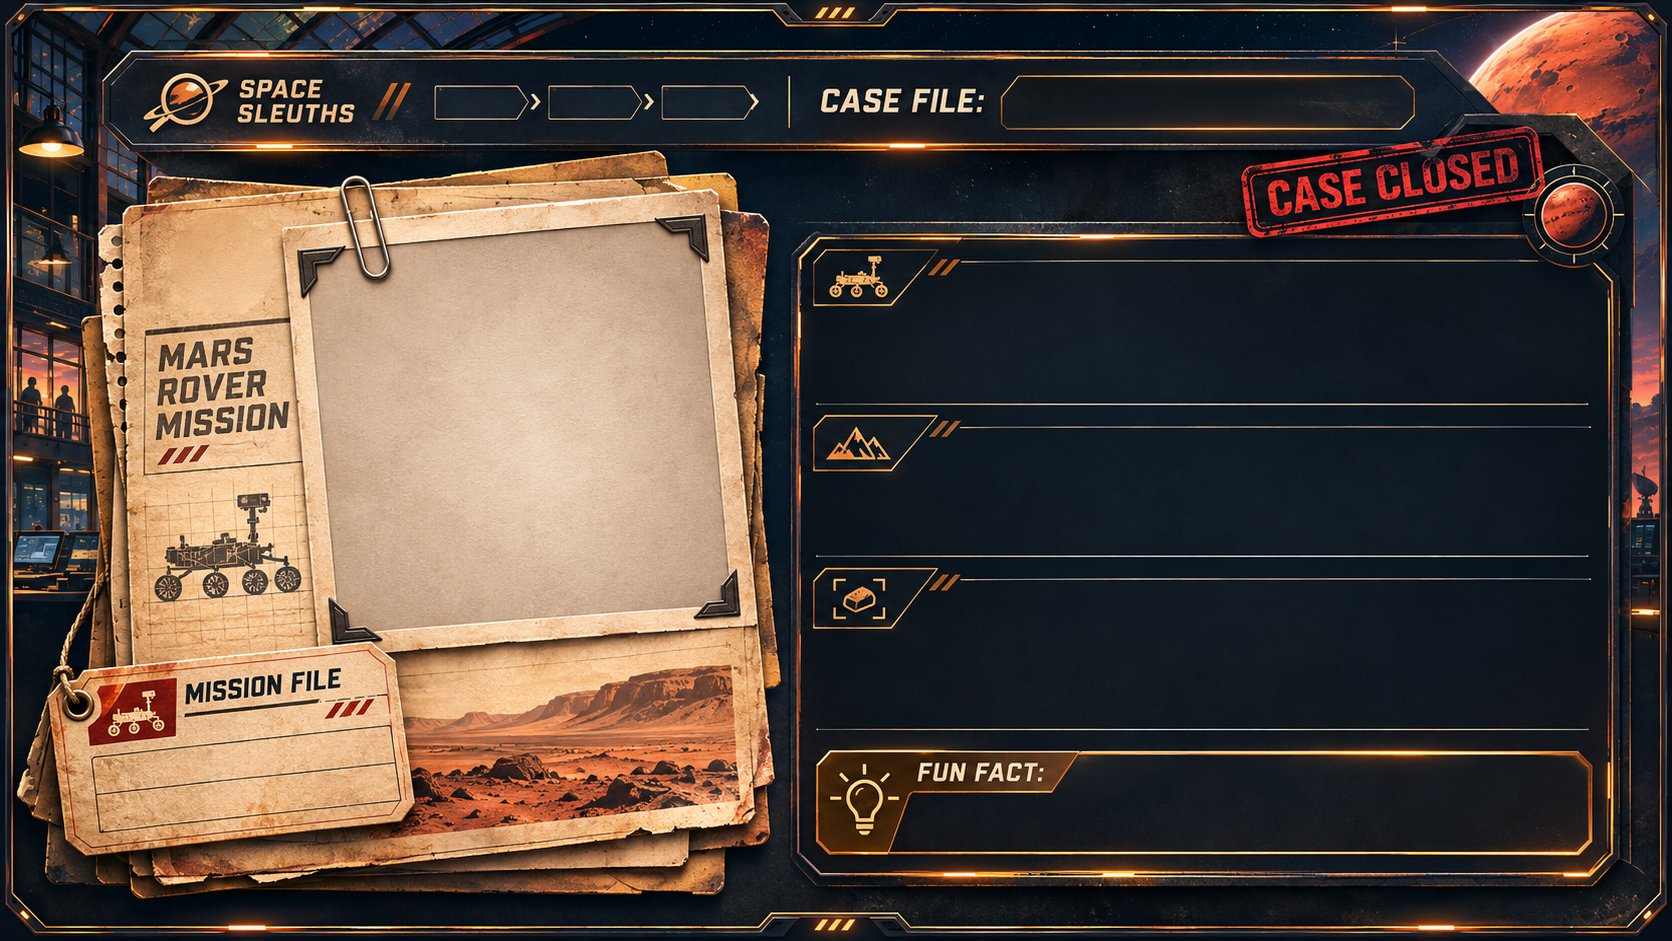 SPACE
SLEUTHS
CASE FILE:
CASE CLOSED
MARS
ROVER
MISSION
MISSION FILE
FUN FACT: